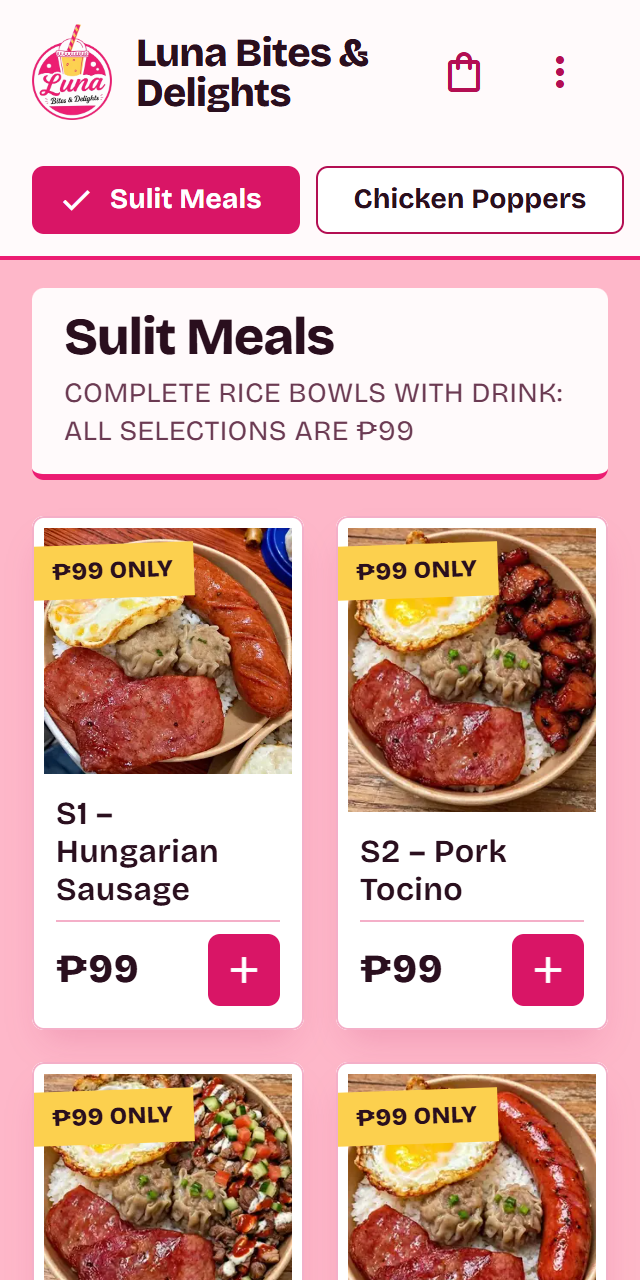 Luna
Bites & Delights
Luna Bites &
Delights
Sulit Meals
Chicken Poppers
Sulit Meals
COMPLETE RICE BOWLS WITH DRINK:
ALL SELECTIONS ARE ₱99
₱99 ONLY
₱99 ONLY
S1 –
Hungarian
Sausage
S2 – Pork
Tocino
₱99
₱99
₱99 ONLY
₱99 ONLY